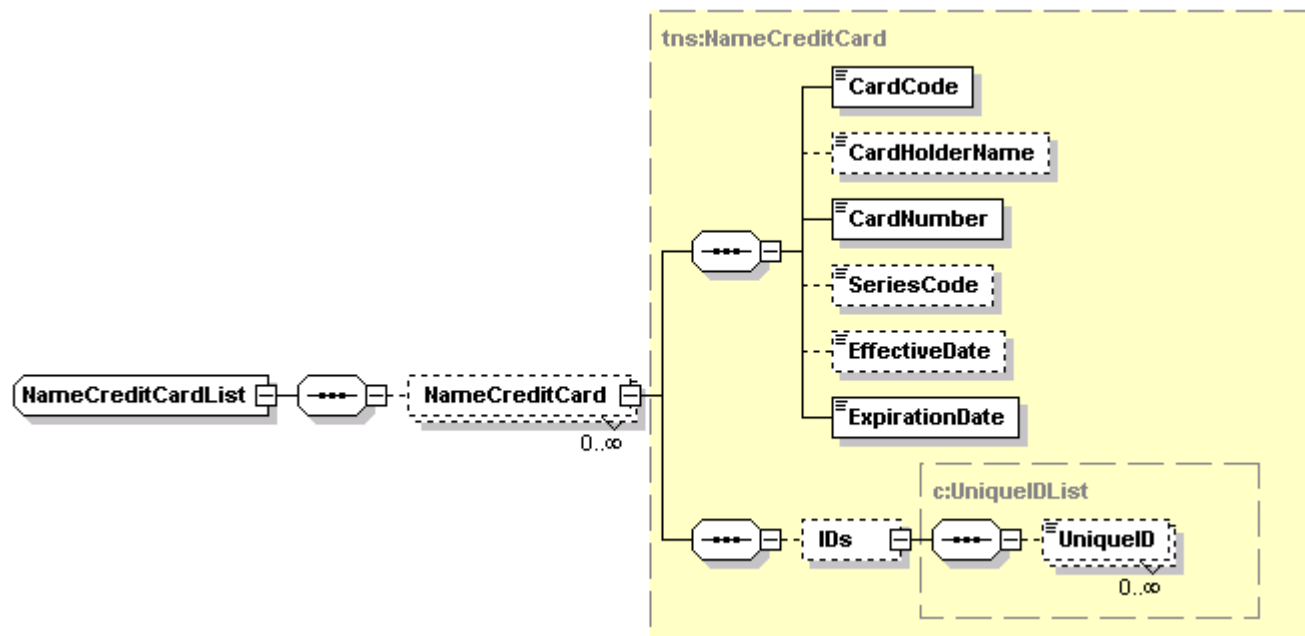 tns:NameCreditCard
CardCode
CardHolderName
CardNumber
SeriesCode
EffectiveDate
NameCreditCardList
NameCreditCard
0..∞
ExpirationDate
c:UniqueIDList
IDs
UniqueID
0..∞